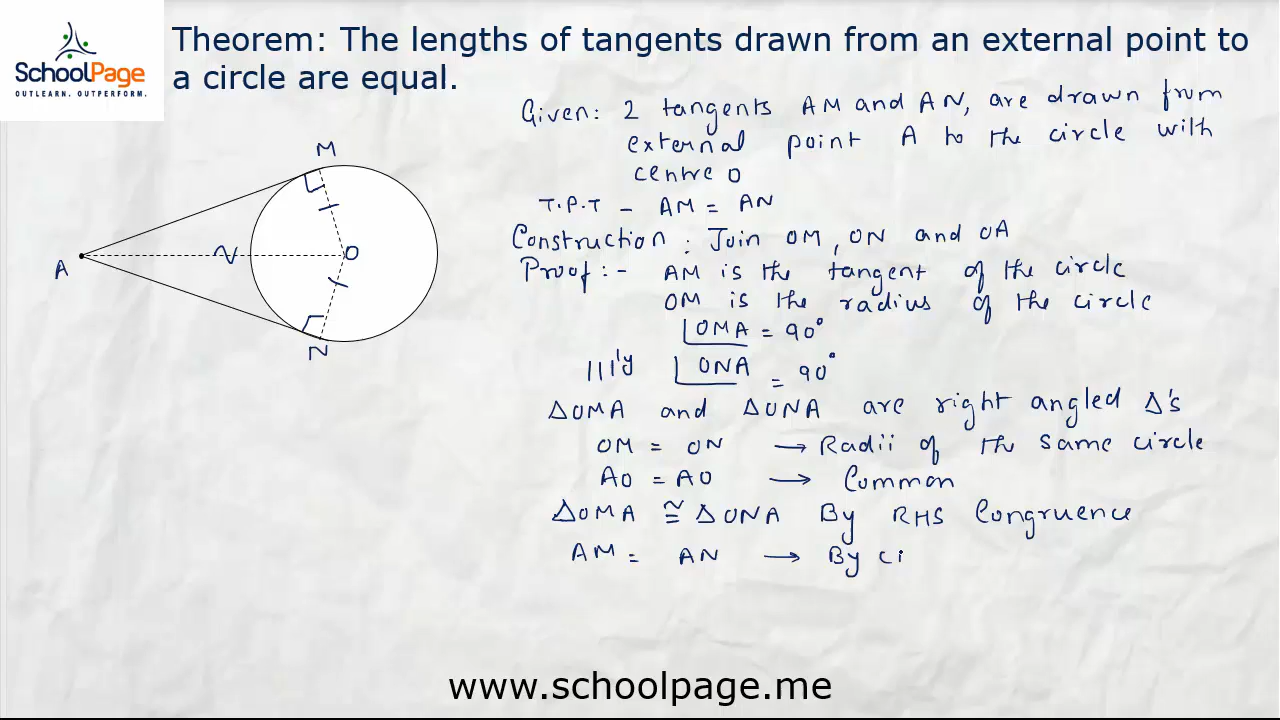 SchoolPage
OUTLEARN. OUTPERFORM.
Theorem: The lengths of tangents drawn from an external point to
a circle are equal.
Given: 2 tangents AM and AN, are drawn from
external point A to the circle with
centre O
T.P.T - AM = AN
Construction: Join OM, ON and OA
Proof:- AM is the tangent of the circle
OM is the radius of the circle
∠OMA = 90°
|||'y ∠ONA = 90°
ΔOMA and ΔONA are right angled Δ's
OM = ON → Radii of the same circle
AO = AO → Common
ΔOMA ≅ ΔONA By RHS Congruence
AM = AN → By ci
M
A
O
N
www.schoolpage.me